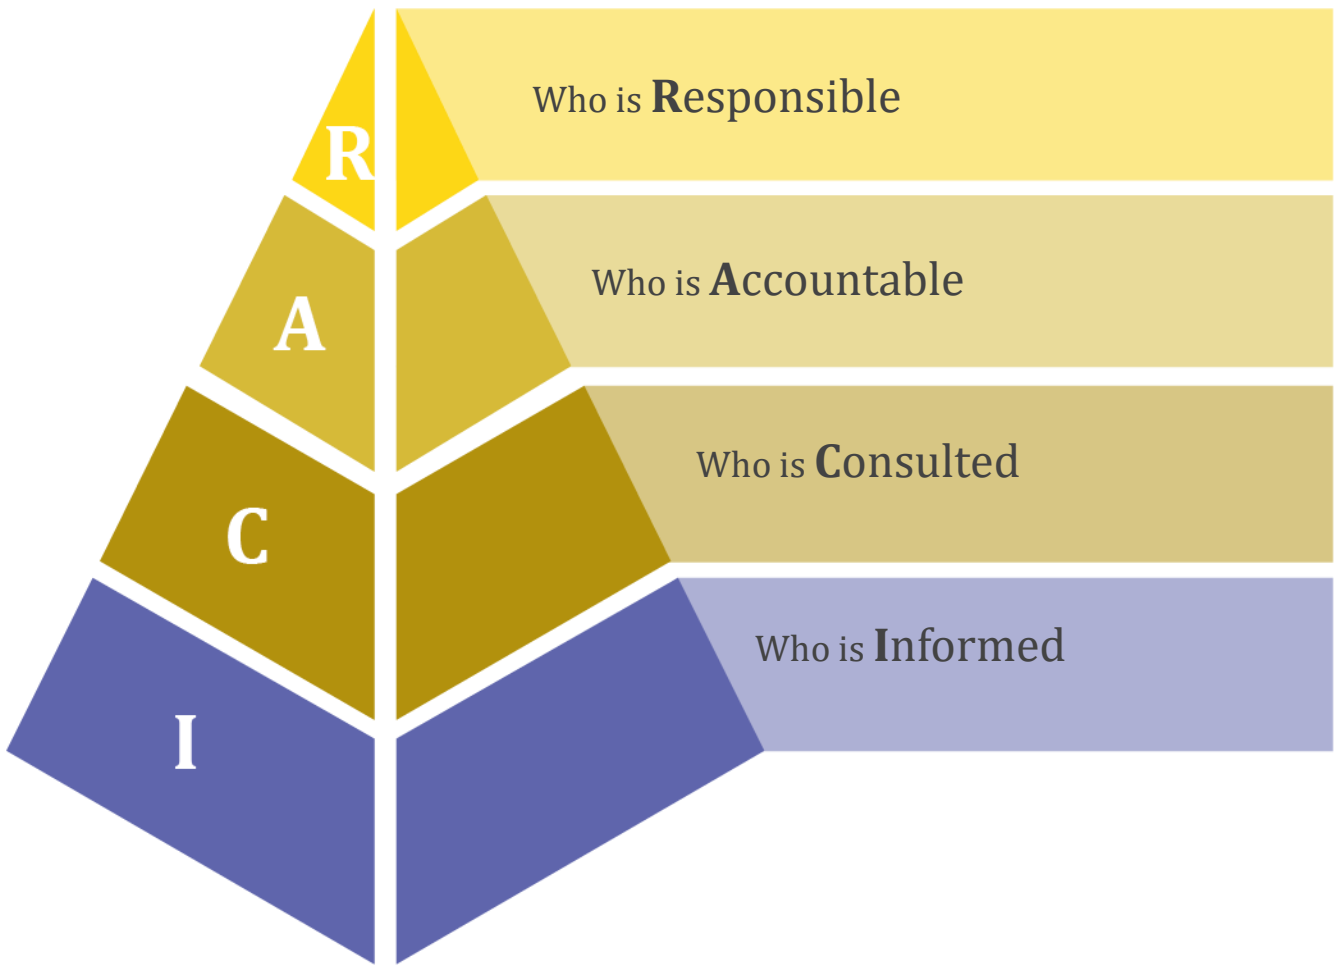 R
Who is Responsible
A
Who is Accountable
C
Who is Consulted
I
Who is Informed